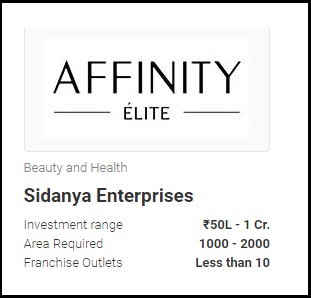 AFFINITY
ÉLITE
Beauty and Health
Sidanya Enterprises
Investment range ₹50L - 1 Cr.
Area Required 1000 - 2000
Franchise Outlets Less than 10